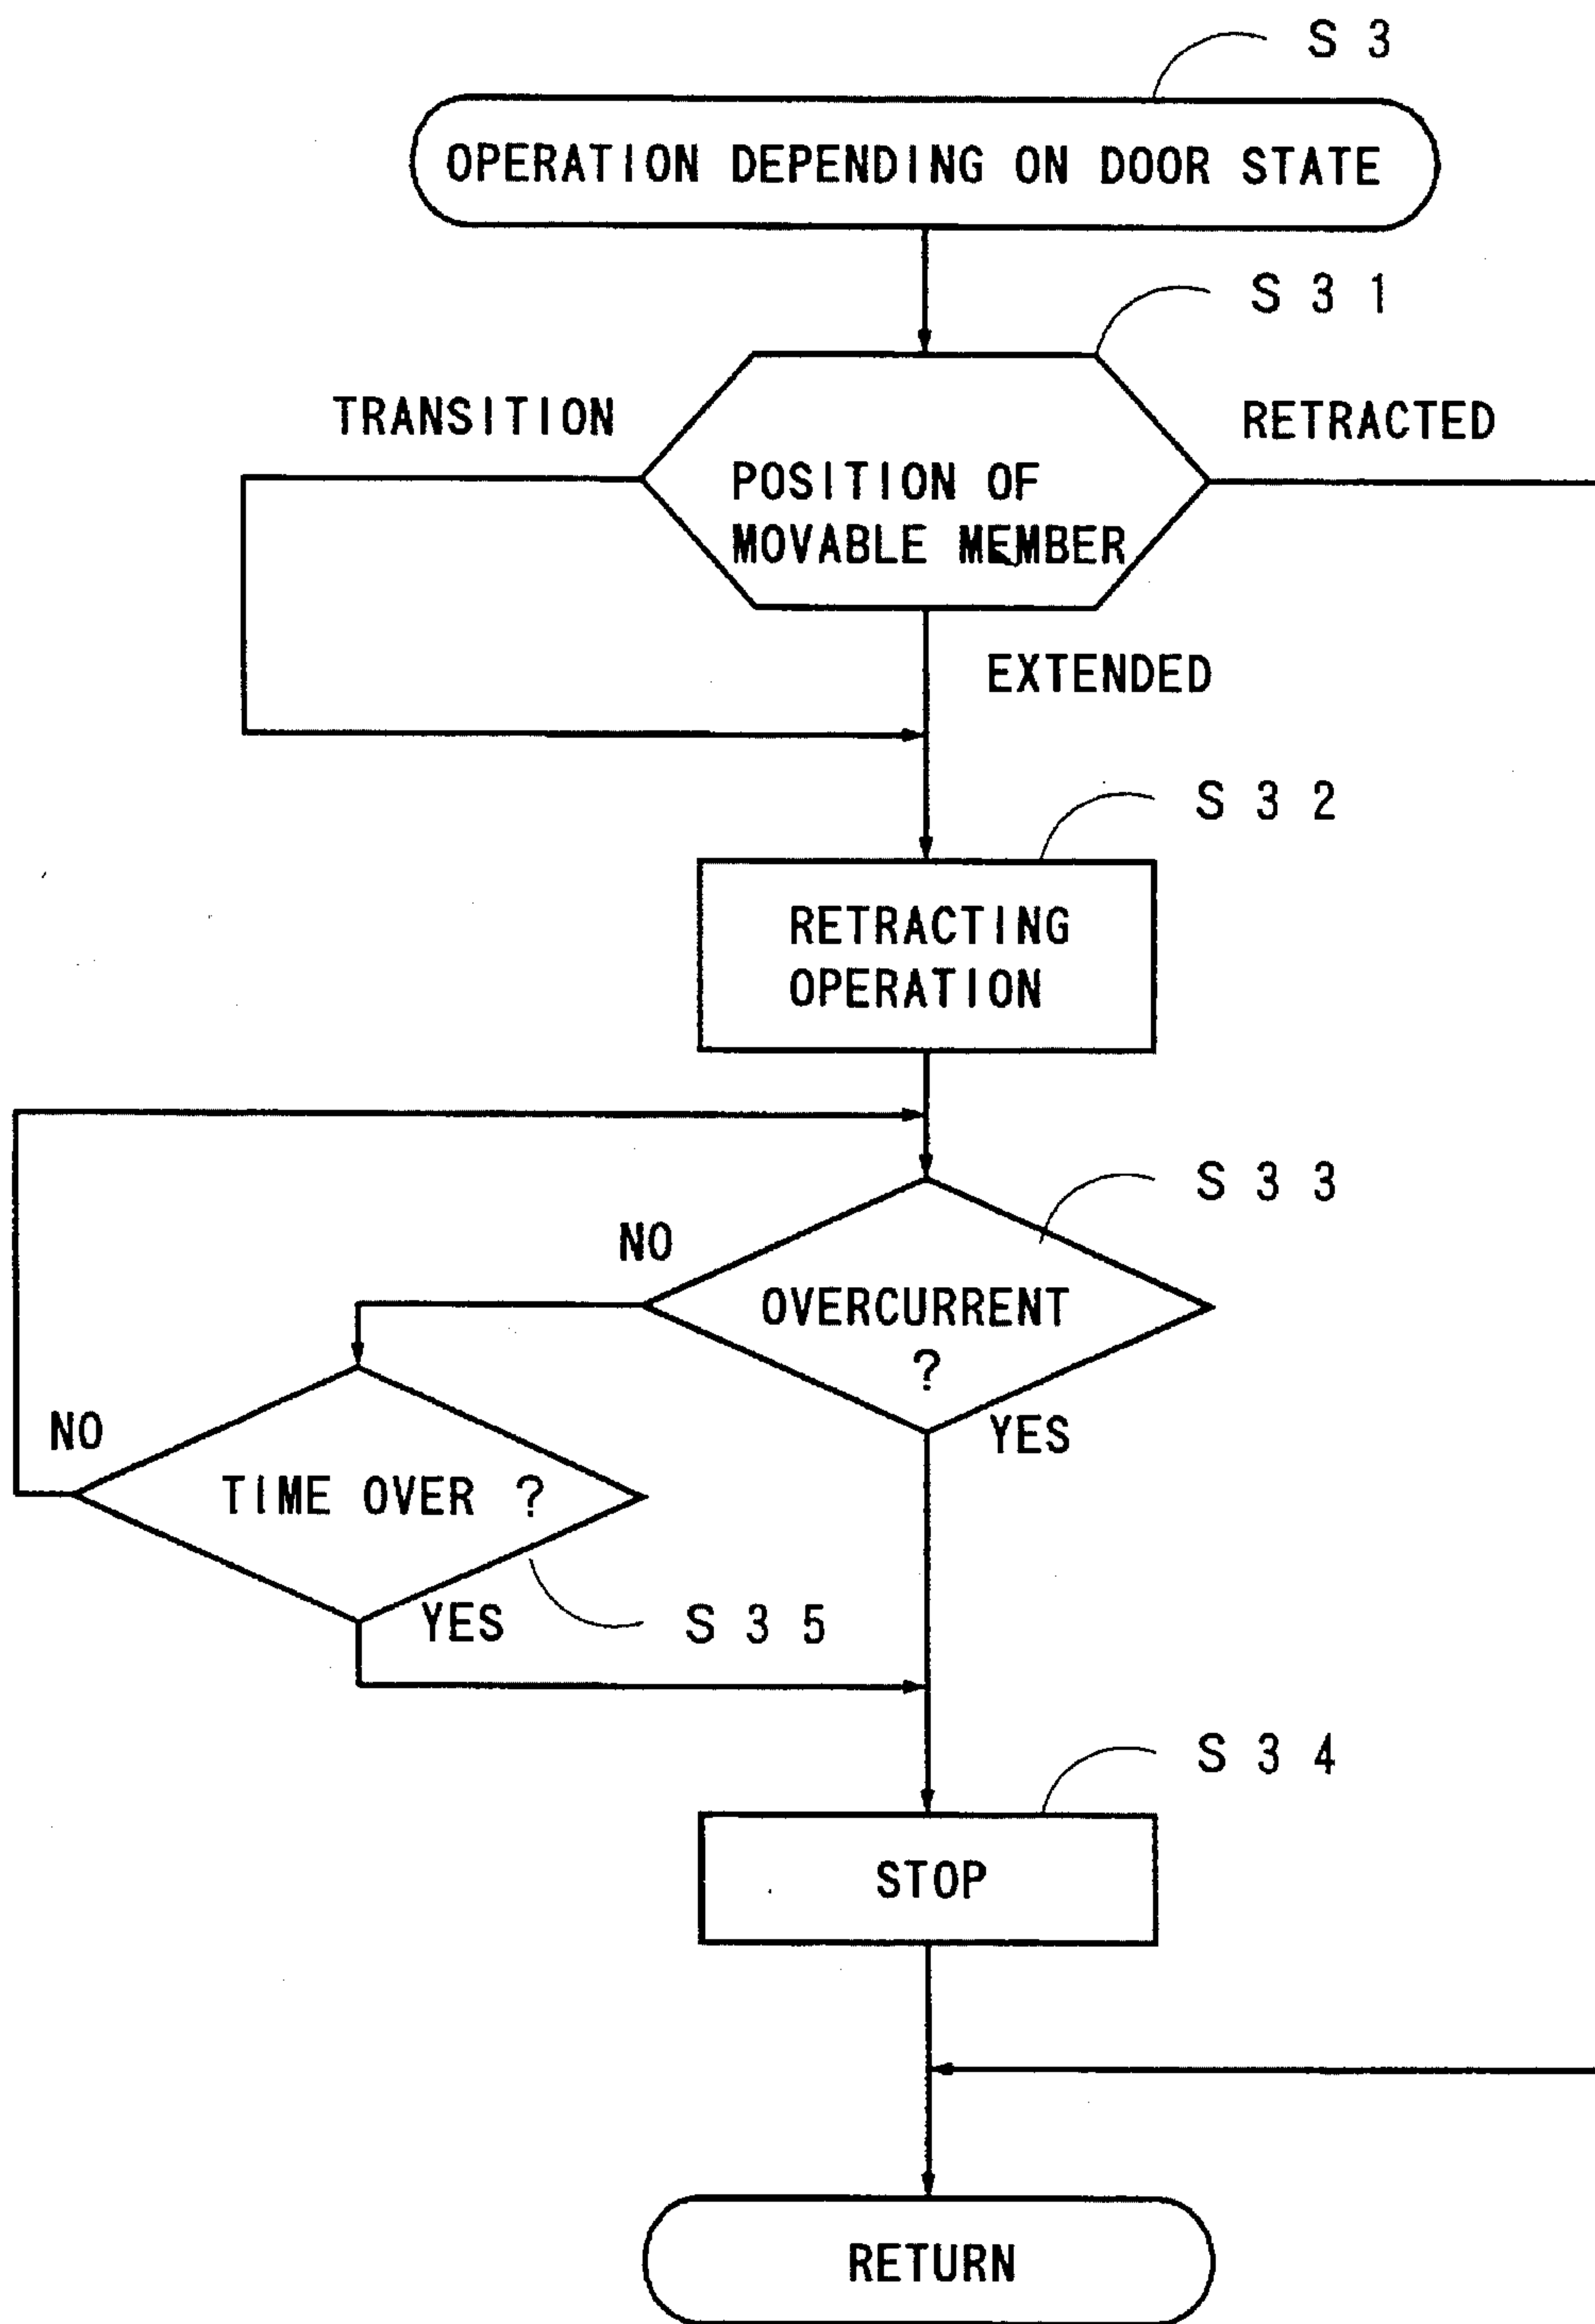 S 3
OPERATION DEPENDING ON DOOR STATE
S 3 1
TRANSITION
RETRACTED
POSITION OF
MOVABLE MEMBER
EXTENDED
S 3 2
RETRACTING
OPERATION
S 3 3
NO
OVERCURRENT
?
YES
NO
TIME OVER ?
YES
S 3 5
S 3 4
STOP
RETURN